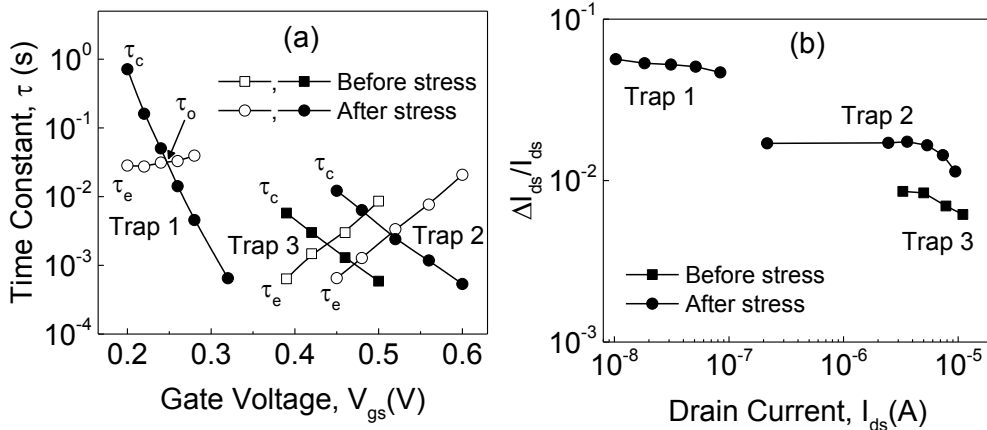 (a)
10⁰
10⁻¹
10⁻²
10⁻³
10⁻⁴
Time Constant, τ (s)
τc
τo
τe
Trap 1
, Before stress
, After stress
τc
τc
Trap 3
Trap 2
τe
τe
0.2 0.3 0.4 0.5 0.6
Gate Voltage, Vgs(V)
(b)
10⁻¹
10⁻²
10⁻³
ΔIds/Ids
Trap 1
Trap 2
Trap 3
Before stress
After stress
10⁻⁸ 10⁻⁷ 10⁻⁶ 10⁻⁵
Drain Current, Ids(A)